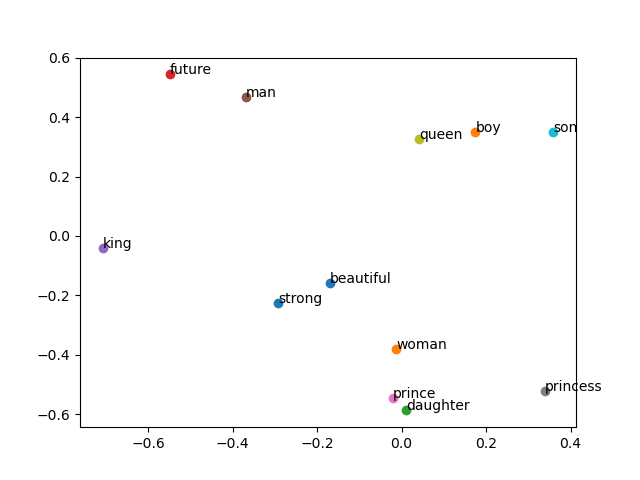 0.6
future
man
0.4
queen
boy
son
0.2
0.0
king
beautiful
−0.2
strong
woman
−0.4
prince
princess
daughter
−0.6
−0.6 −0.4 −0.2 0.0 0.2 0.4